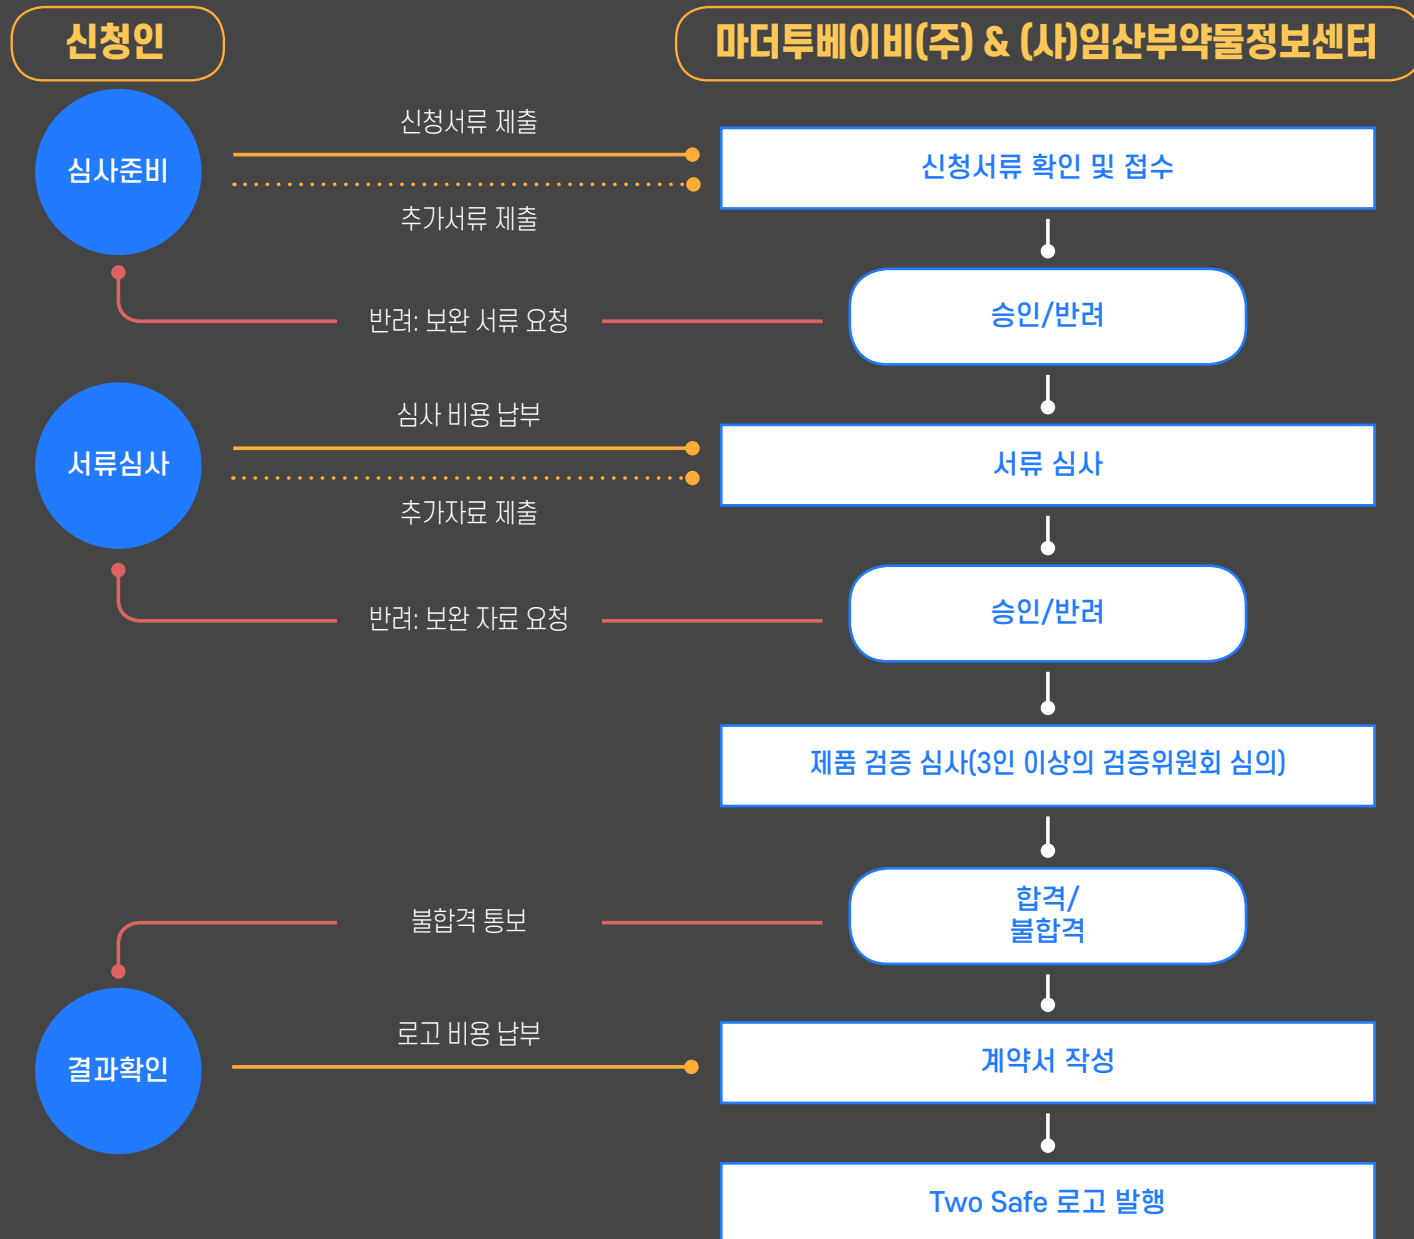 신청인
마더투베이비(주) & (사)임산부약물정보센터
심사준비
신청서류 제출
추가서류 제출
신청서류 확인 및 접수
반려: 보완 서류 요청
승인/반려
서류심사
심사 비용 납부
추가자료 제출
서류 심사
반려: 보완 자료 요청
승인/반려
제품 검증 심사(3인 이상의 검증위원회 심의)
불합격 통보
합격/
불합격
결과확인
로고 비용 납부
계약서 작성
Two Safe 로고 발행